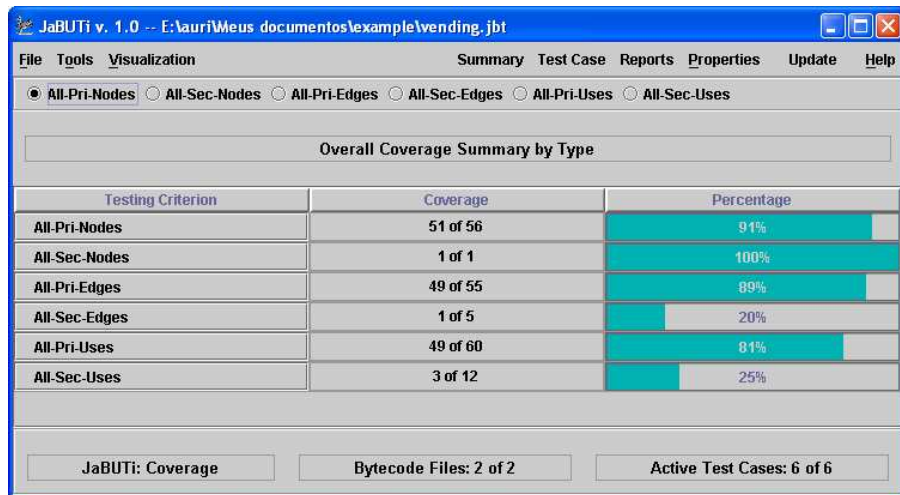 JaBUTi v. 1.0 -- E:\auri\Meus documentos\example\vending.jbt
File Tools Visualization Summary Test Case Reports Properties Update Help
All-Pri-Nodes All-Sec-Nodes All-Pri-Edges All-Sec-Edges All-Pri-Uses All-Sec-Uses
Overall Coverage Summary by Type
Testing Criterion Coverage Percentage
All-Pri-Nodes 51 of 56 91%
All-Sec-Nodes 1 of 1 100%
All-Pri-Edges 49 of 55 89%
All-Sec-Edges 1 of 5 20%
All-Pri-Uses 49 of 60 81%
All-Sec-Uses 3 of 12 25%
JaBUTi: Coverage Bytecode Files: 2 of 2 Active Test Cases: 6 of 6